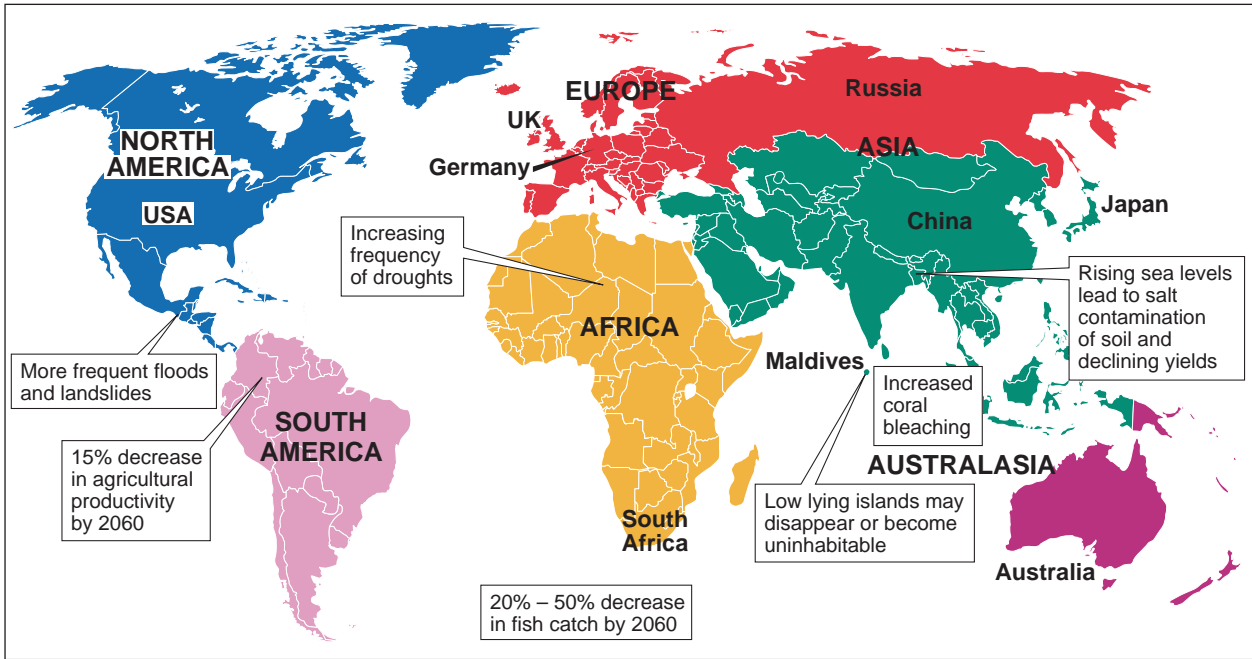 EUROPE
Russia
UK
NORTH
AMERICA
ASIA
Germany
USA
China
Japan
Increasing
frequency
of droughts
Rising sea levels
lead to salt
contamination
of soil and
declining yields
AFRICA
Maldives
More frequent floods
and landslides
Increased
coral
bleaching
SOUTH
AMERICA
15% decrease
in agricultural
productivity
by 2060
AUSTRALASIA
Low lying islands may
disappear or become
uninhabitable
South
Africa
Australia
20% – 50% decrease
in fish catch by 2060